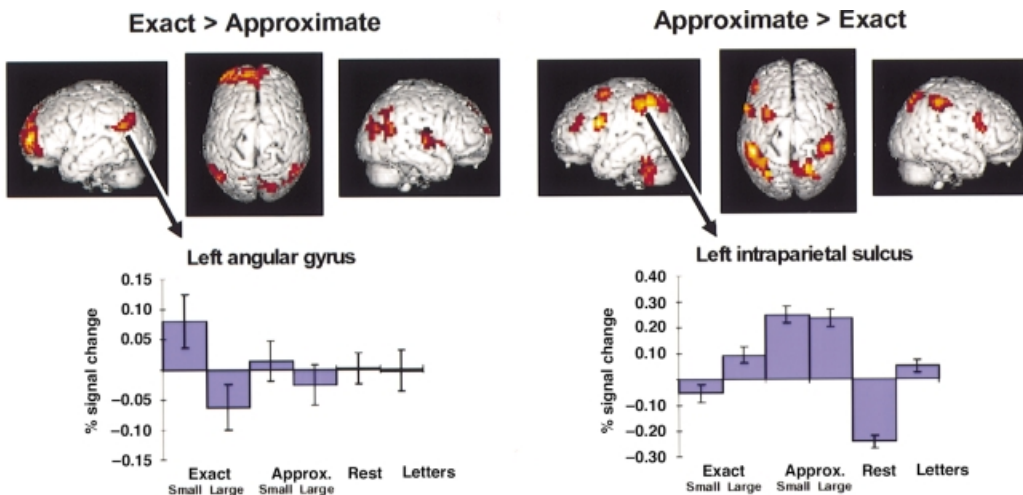 Exact > Approximate
Left angular gyrus
% signal change
0.15
0.10
0.05
−0.05
−0.10
−0.15
Exact Approx. Rest Letters
Small Large Small Large
Approximate > Exact
Left intraparietal sulcus
% signal change
0.40
0.30
0.20
0.10
−0.10
−0.20
−0.30
Exact Approx. Rest Letters
Small Large Small Large